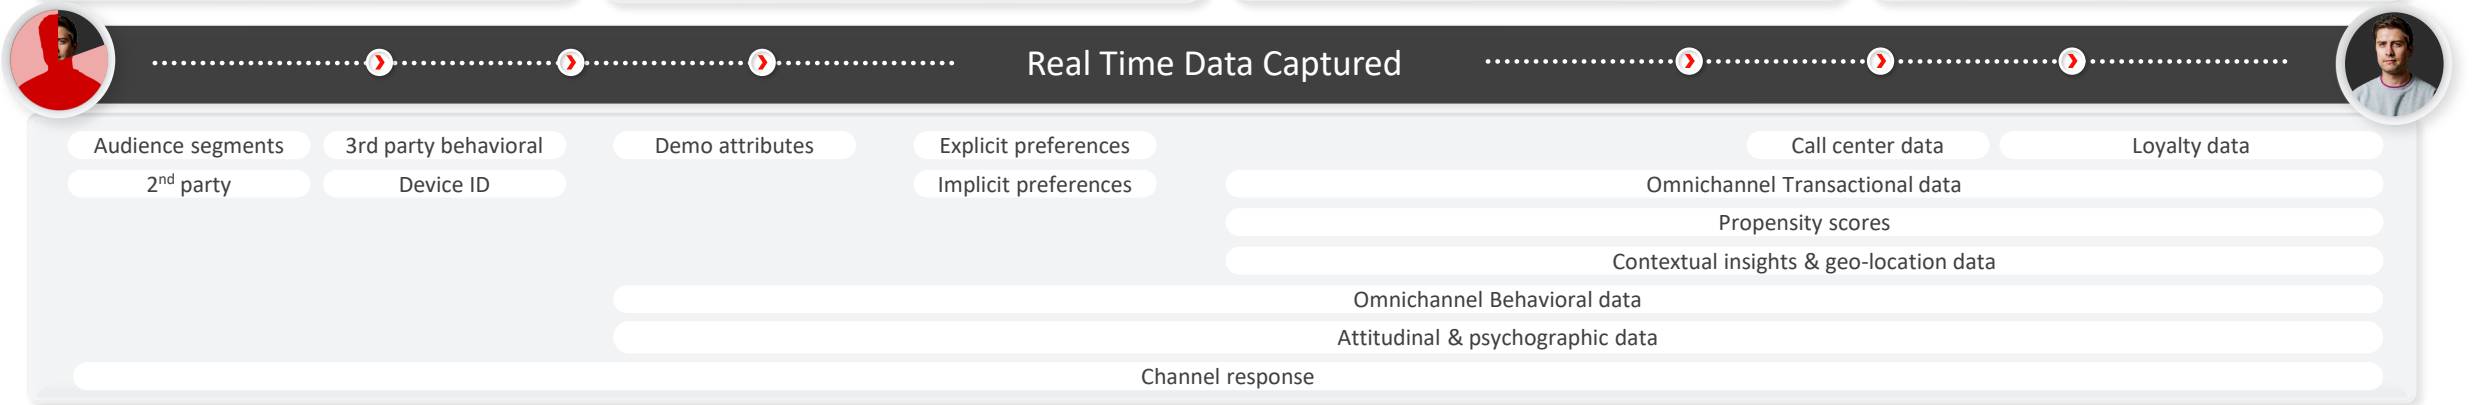 Real Time Data Captured
Audience segments
3rd party behavioral
Demo attributes
Explicit preferences
Call center data
Loyalty data
2nd party
Device ID
Implicit preferences
Omnichannel Transactional data
Propensity scores
Contextual insights & geo-location data
Omnichannel Behavioral data
Attitudinal & psychographic data
Channel response